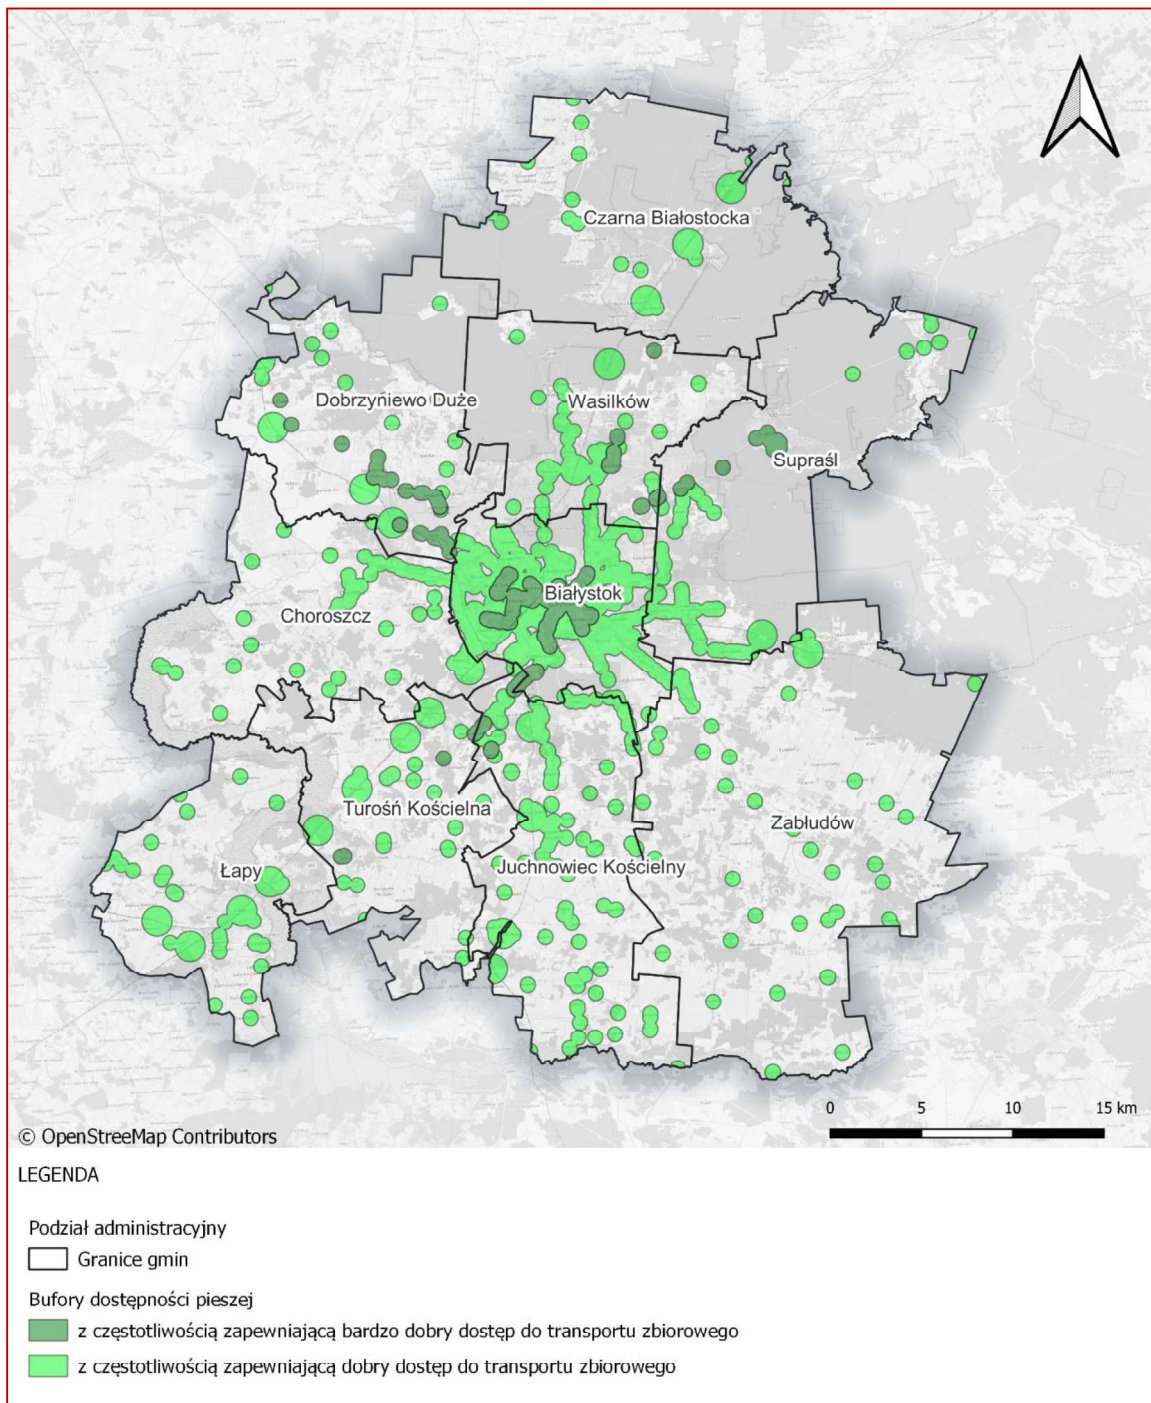 Czarna Białostocka
Dobrzyniewo Duże
Wasilków
Supraśl
Białystok
Choroszcz
Turośń Kościelna
Zabłudów
Łapy
Juchnowiec Kościelny
0 5 10 15 km
© OpenStreeMap Contributors
LEGENDA
Podział administracyjny
Granice gmin
Bufory dostępności pieszej
z częstotliwością zapewniającą bardzo dobry dostęp do transportu zbiorowego
z częstotliwością zapewniającą dobry dostęp do transportu zbiorowego